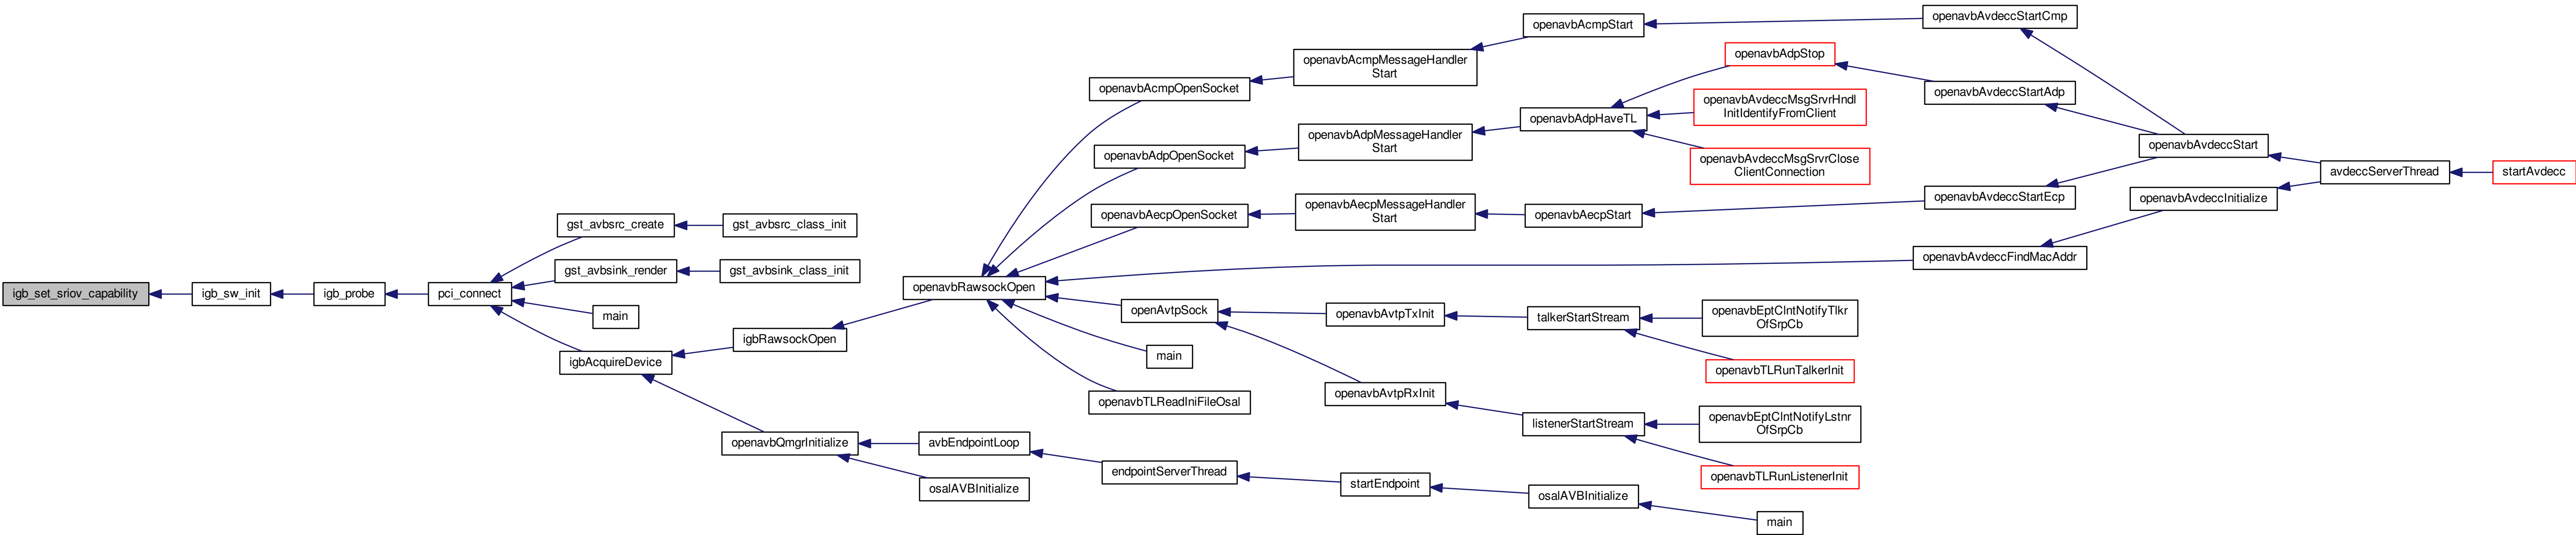 igb_set_sriov_capability
igb_sw_init
igb_probe
pci_connect
gst_avbsrc_create
gst_avbsrc_class_init
gst_avbsink_render
gst_avbsink_class_init
main
igbAcquireDevice
igbRawsockOpen
openavbRawsockOpen
openavbAcmpOpenSocket
openavbAcmpMessageHandler
Start
openavbAcmpStart
openavbAvdeccStartCmp
openavbAdpOpenSocket
openavbAdpMessageHandler
Start
openavbAdpHaveTL
openavbAdpStop
openavbAvdeccStartAdp
openavbAvdeccMsgSrvrHndl
InitIdentifyFromClient
openavbAvdeccMsgSrvrClose
ClientConnection
openavbAvdeccStart
avdeccServerThread
startAvdecc
openavbAecpOpenSocket
openavbAecpMessageHandler
Start
openavbAecpStart
openavbAvdeccStartEcp
openavbAvdeccInitialize
openavbAvdeccFindMacAddr
openAvtpSock
openavbAvtpTxInit
talkerStartStream
openavbEptClntNotifyTlkr
OfSrpCb
openavbTLRunTalkerInit
main
openavbTLReadIniFileOsal
openavbAvtpRxInit
listenerStartStream
openavbEptClntNotifyLstnr
OfSrpCb
openavbTLRunListenerInit
openavbQmgrInitialize
avbEndpointLoop
endpointServerThread
startEndpoint
osalAVBInitialize
main
osalAVBInitialize